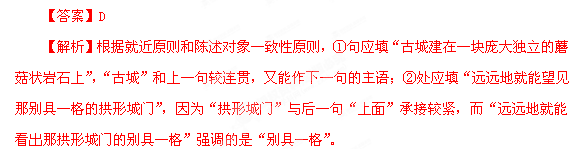 【答案】D
【解析】根据就近原则和陈述对象一致性原则，①句应填“古城建在一块庞大独立的蘑
菇状岩石上”，“古城”和上一句较连贯，又能作下一句的主语；②处应填“远远地就能望见
那别具一格的拱形城门”，因为“拱形城门”与后一句“上面”承接较紧，而“远远地就能
看出那拱形城门的别具一格”强调的是“别具一格”。